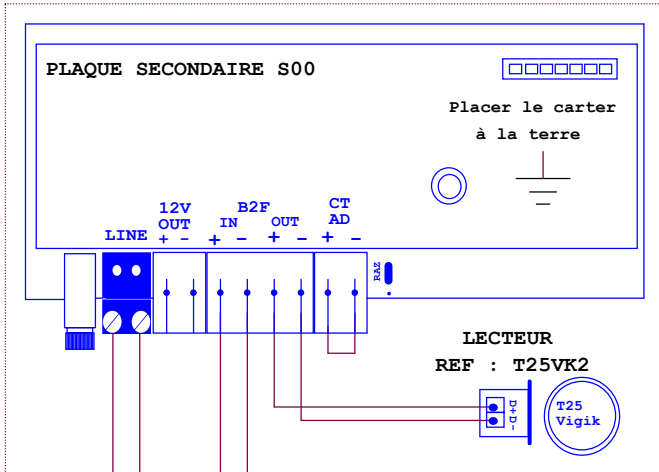 PLAQUE SECONDAIRE S00
Placer le carter
à la terre
12V
OUT
+ -
B2F
IN
OUT
+ - + -
CT
AD
+ -
LINE
RAZ
LECTEUR
REF : T25VK2
D+
D-
T25
Vigik